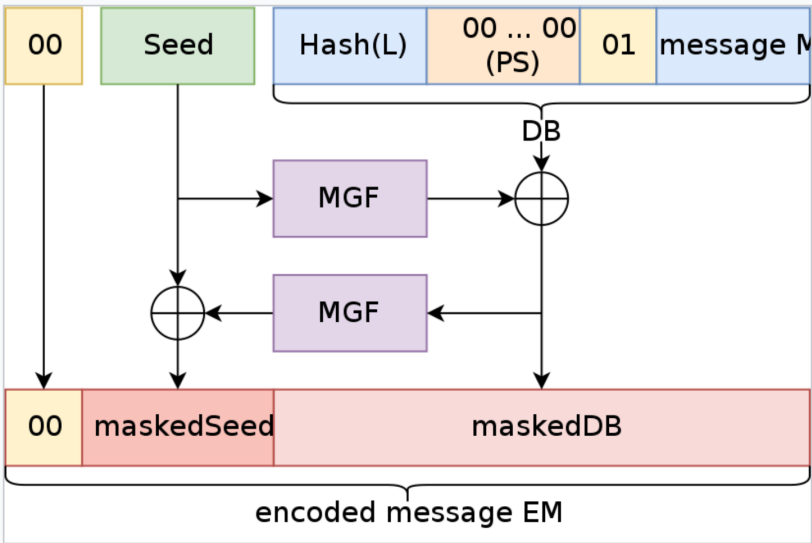 00
Seed
Hash(L)
00 ... 00
(PS)
01
message M
DB
MGF
MGF
00
maskedSeed
maskedDB
encoded message EM